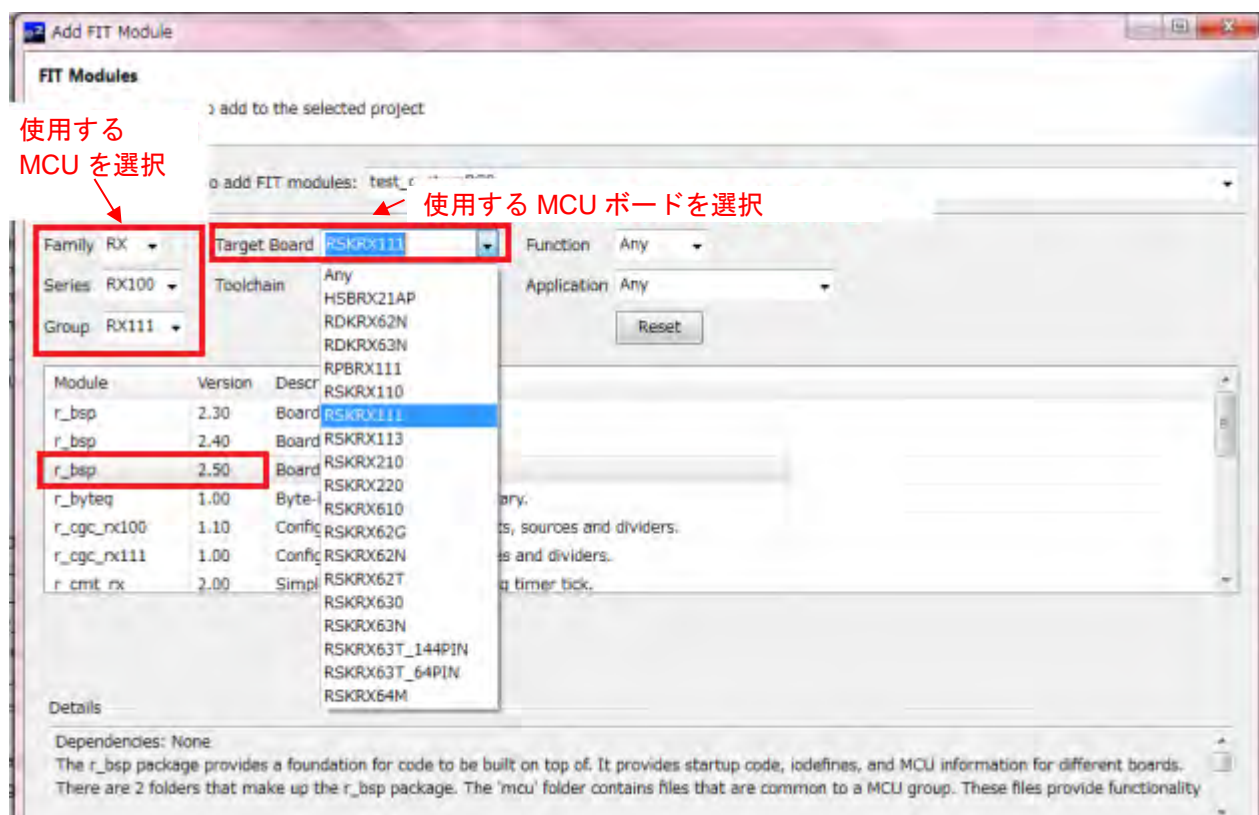 Add FIT Module
FIT Modules
o add to the selected project
使用する
MCU を選択
o add FIT modules: test_
使用する MCU ボードを選択
Family RX Target Board RSKRX111 Function Any
Series RX100 Toolchain Application Any
Group RX111 Reset
Any
HSBRX21AP
RDKRX62N
RDKRX63N
RPBRX111
RSKRX110
RSKRX111
RSKRX113
RSKRX210
RSKRX220
RSKRX610
RSKRX62G
RSKRX62N
RSKRX62T
RSKRX630
RSKRX63N
RSKRX63T_144PIN
RSKRX63T_64PIN
RSKRX64M
Module Version Descr
r_bsp 2.30 Board
r_bsp 2.40 Board
r_bsp 2.50 Board
r_byteq 1.00 Byte- ary.
r_cgc_rx100 1.10 Config ts, sources and dividers.
r_cgc_rx111 1.00 Config es and dividers.
r_cmt_rx 2.00 Simpl g timer tick.
Details
Dependencies: None
The r_bsp package provides a foundation for code to be built on top of. It provides startup code, iodefines, and MCU information for different boards.
There are 2 folders that make up the r_bsp package. The 'mcu' folder contains files that are common to a MCU group. These files provide functionality